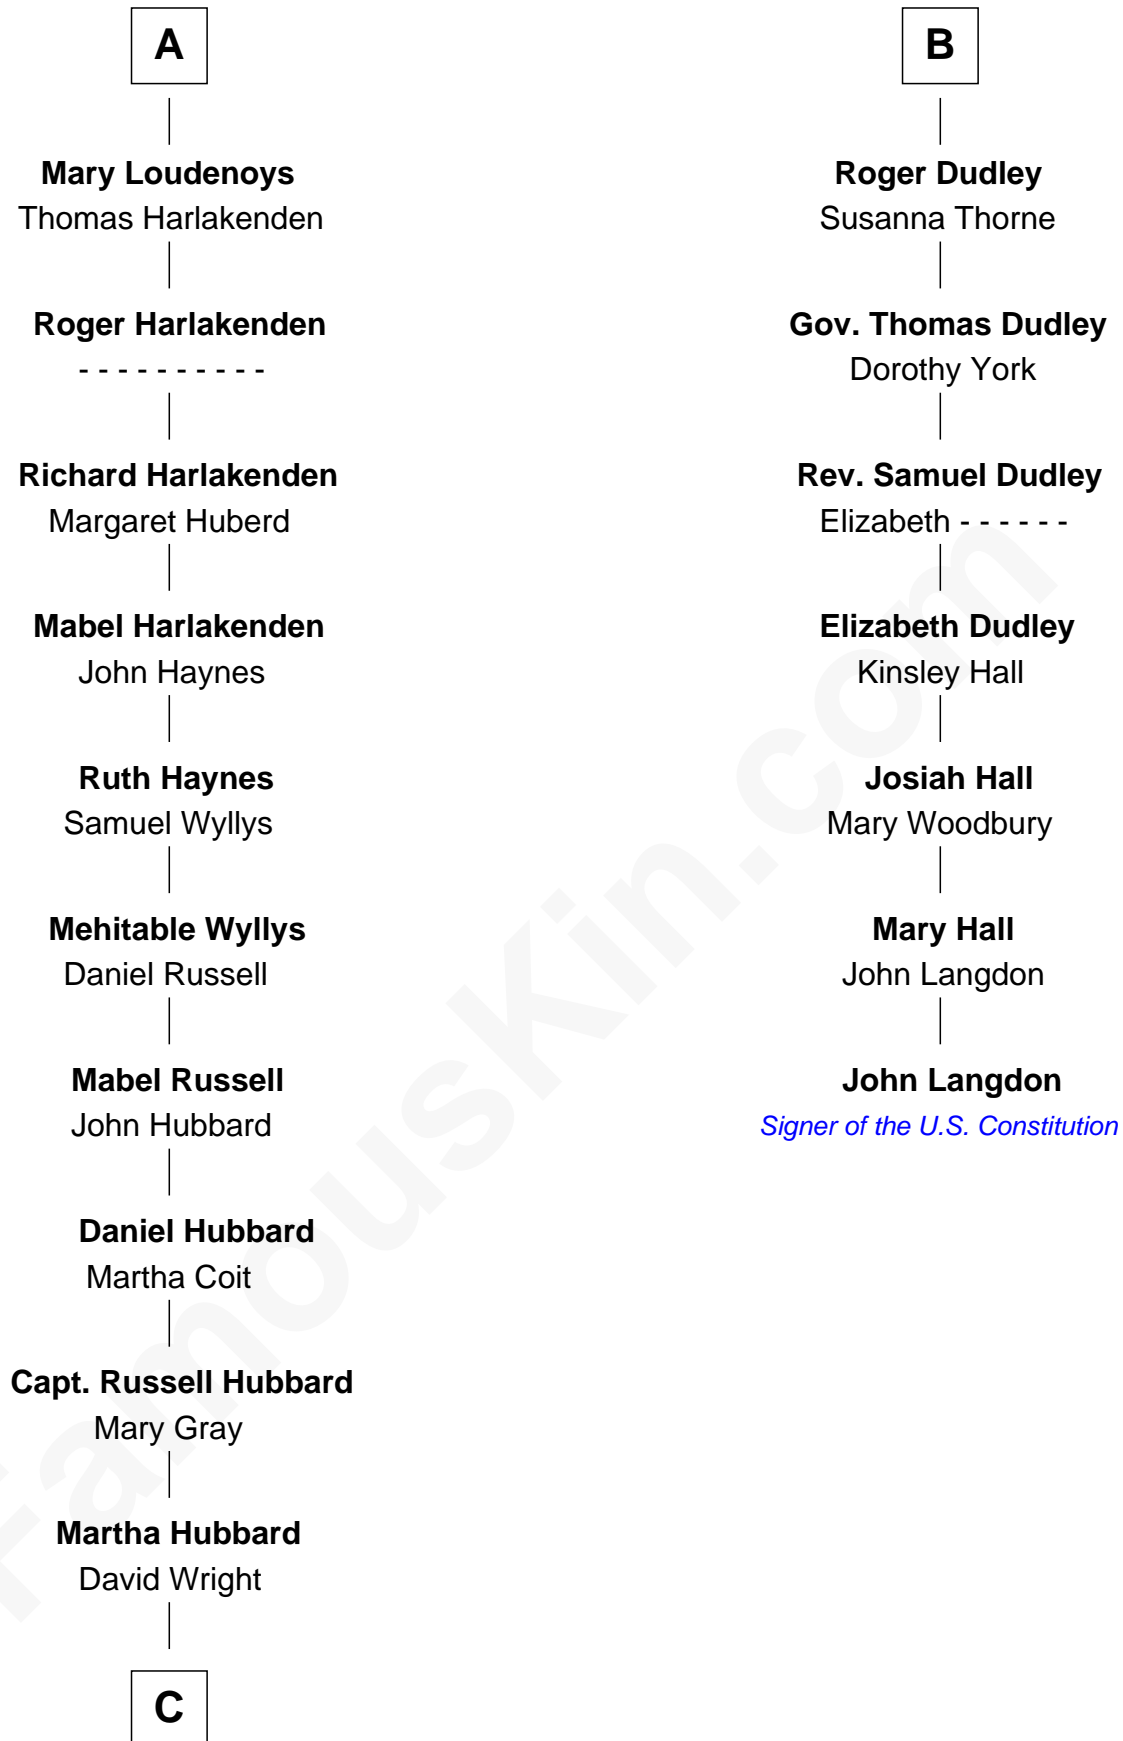 A
Mary Loudenoys
Thomas Harlakenden
Roger Harlakenden
- - - - - - - - - -
Richard Harlakenden
Margaret Huberd
Mabel Harlakenden
John Haynes
Ruth Haynes
Samuel Wyllys
Mehitable Wyllys
Daniel Russell
Mabel Russell
John Hubbard
Daniel Hubbard
Martha Coit
Capt. Russell Hubbard
Mary Gray
Martha Hubbard
David Wright
C
B
Roger Dudley
Susanna Thorne
Gov. Thomas Dudley
Dorothy York
Rev. Samuel Dudley
Elizabeth - - - - - -
Elizabeth Dudley
Kinsley Hall
Josiah Hall
Mary Woodbury
Mary Hall
John Langdon
John Langdon
Signer of the U.S. Constitution
FamousKin.com